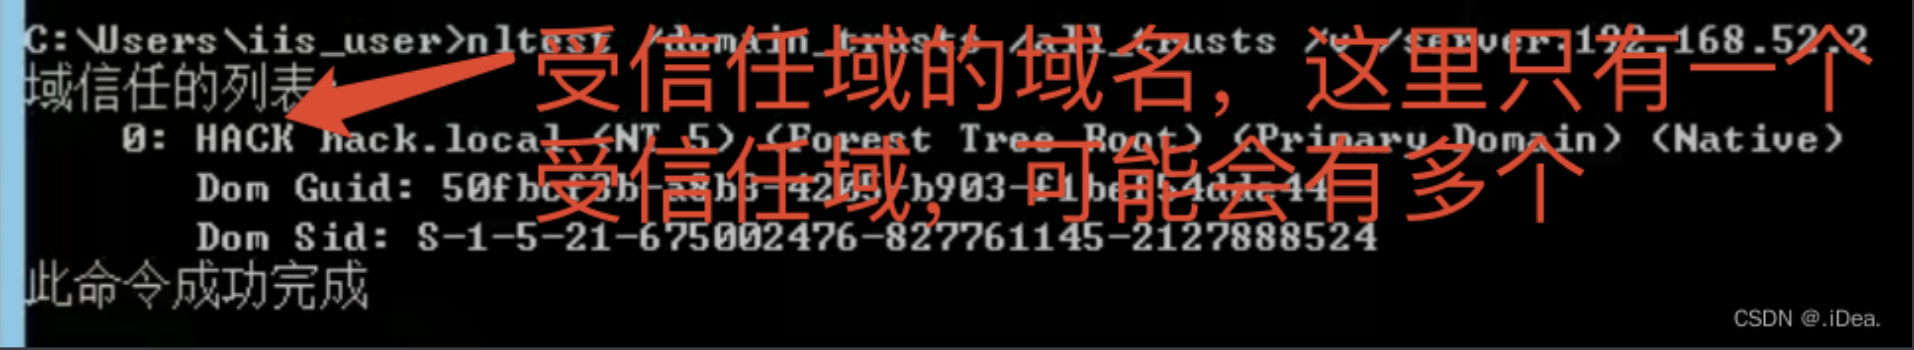 C:\Users\iis_user>nltest /domain_trusts /all_trusts /v /server:192.168.52.2
受信任域的域名，这里只有一个
域信任的列表:
0: HACK hack.local (NT 5) (Forest Tree Root) (Primary Domain) (Native)
受信任域，可能会有多个
Dom Guid:
Dom Sid: S-1-5-21-675002476-827761145-2127888524
此命令成功完成
CSDN @.iDea.